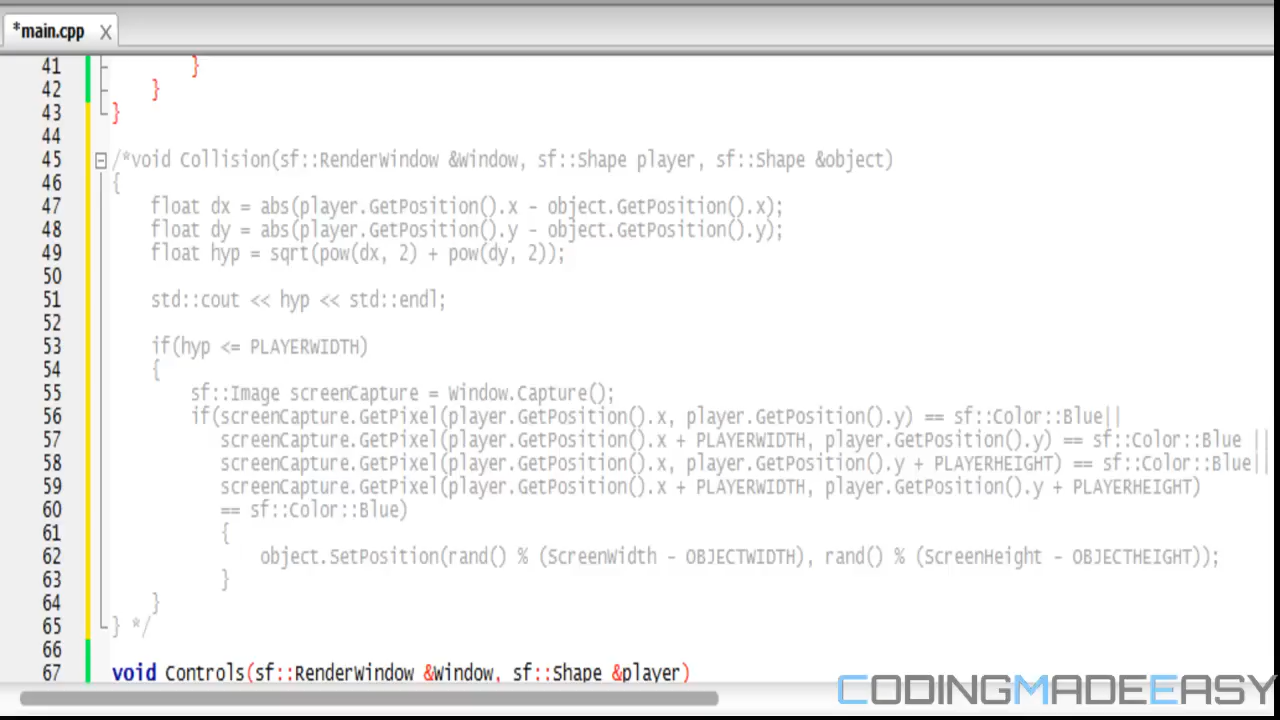 *main.cpp X
41 }
42 }
43 }
44
45 /*void Collision(sf::RenderWindow &Window, sf::Shape player, sf::Shape &object)
46 {
47 float dx = abs(player.GetPosition().x - object.GetPosition().x);
48 float dy = abs(player.GetPosition().y - object.GetPosition().y);
49 float hyp = sqrt(pow(dx, 2) + pow(dy, 2));
50
51 std::cout << hyp << std::endl;
52
53 if(hyp <= PLAYERWIDTH)
54 {
55 sf::Image screenCapture = Window.Capture();
56 if(screenCapture.GetPixel(player.GetPosition().x, player.GetPosition().y) == sf::Color::Blue||
57 screenCapture.GetPixel(player.GetPosition().x + PLAYERWIDTH, player.GetPosition().y) == sf::Color::Blue ||
58 screenCapture.GetPixel(player.GetPosition().x, player.GetPosition().y + PLAYERHEIGHT) == sf::Color::Blue||
59 screenCapture.GetPixel(player.GetPosition().x + PLAYERWIDTH, player.GetPosition().y + PLAYERHEIGHT)
60 == sf::Color::Blue)
61 {
62 object.SetPosition(rand() % (ScreenWidth - OBJECTWIDTH), rand() % (ScreenHeight - OBJECTHEIGHT));
63 }
64 }
65 } */
66
67 void Controls(sf::RenderWindow &Window, sf::Shape &player)
CODINGMADEEASY